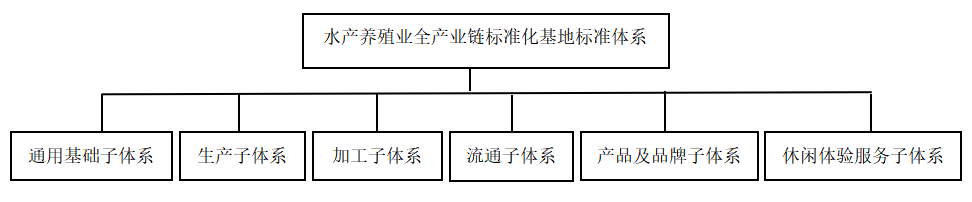 水产养殖业全产业链标准化基地标准体系
通用基础子体系
生产子体系
加工子体系
流通子体系
产品及品牌子体系
休闲体验服务子体系